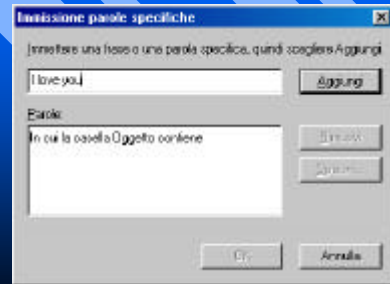 Immissione parole specifiche
Immettere una frase o una parola specifica, quindi scegliere Aggiungi
I love you
Aggiungi
Parole:
In cui la casella Oggetto contiene
Rimuovi
OK
Annulla